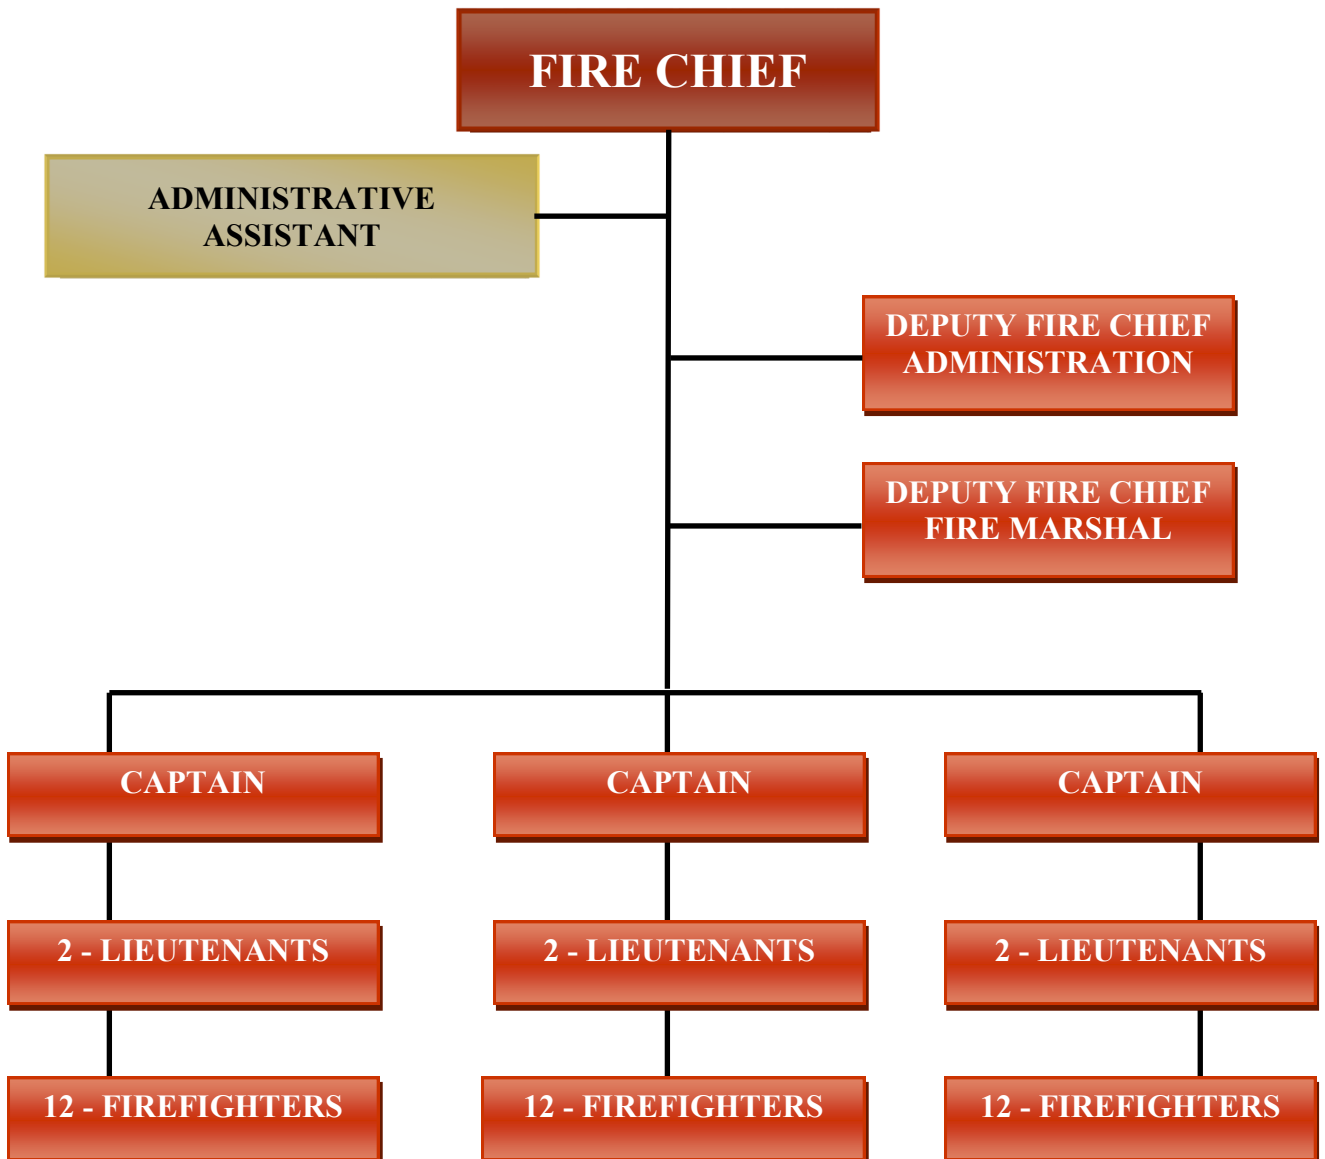 FIRE CHIEF
ADMINISTRATIVE
ASSISTANT
DEPUTY FIRE CHIEF
ADMINISTRATION
DEPUTY FIRE CHIEF
FIRE MARSHAL
CAPTAIN
CAPTAIN
CAPTAIN
2 - LIEUTENANTS
2 - LIEUTENANTS
2 - LIEUTENANTS
12 - FIREFIGHTERS
12 - FIREFIGHTERS
12 - FIREFIGHTERS